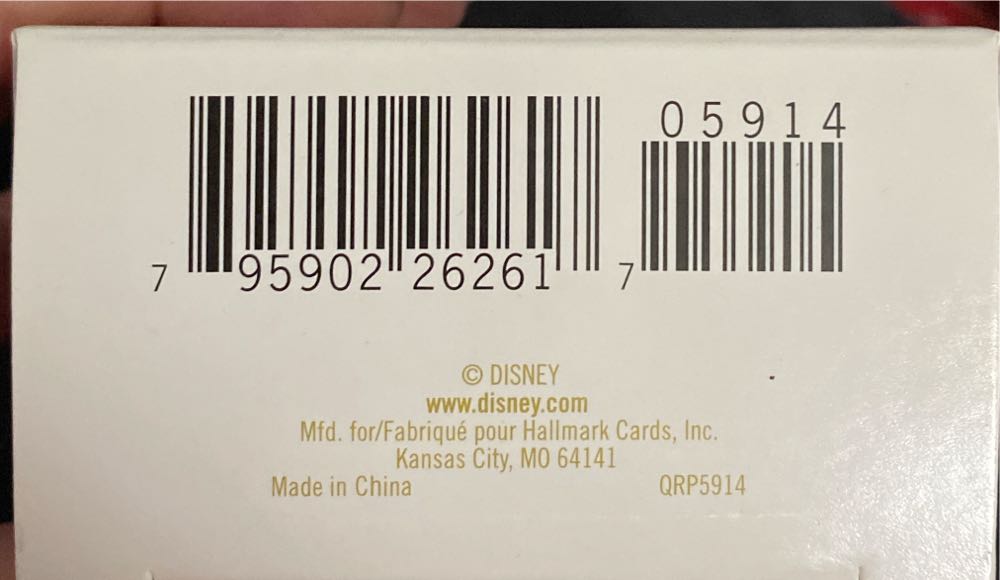 05914
7 95902 26261 7
© DISNEY
www.disney.com
Mfd. for/Fabriqué pour Hallmark Cards, Inc.
Kansas City, MO 64141
Made in China QRP5914